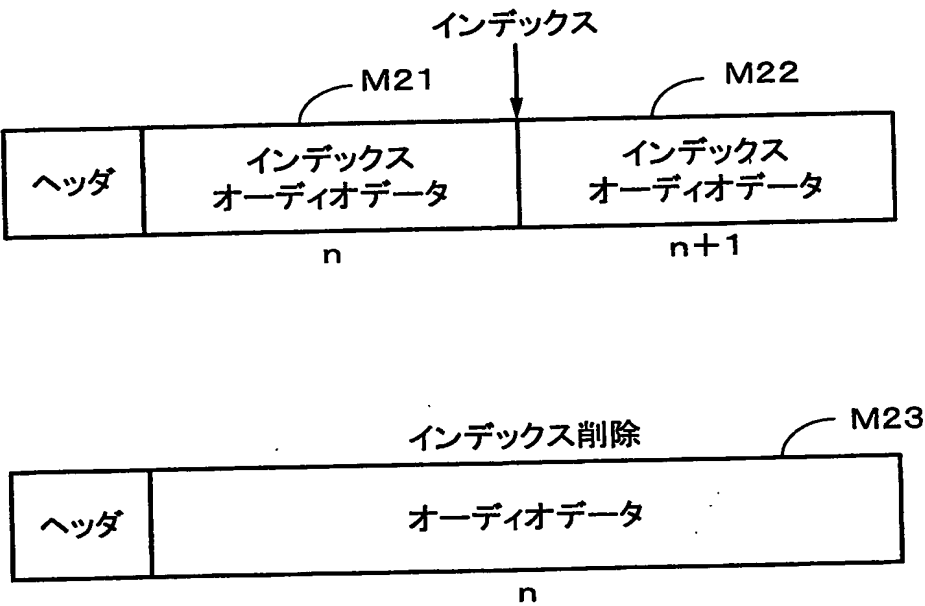 インデックス
M21
M22
ヘッダ
インデックス
オーディオデータ
インデックス
オーディオデータ
n
n+1
インデックス削除
M23
ヘッダ
オーディオデータ
n